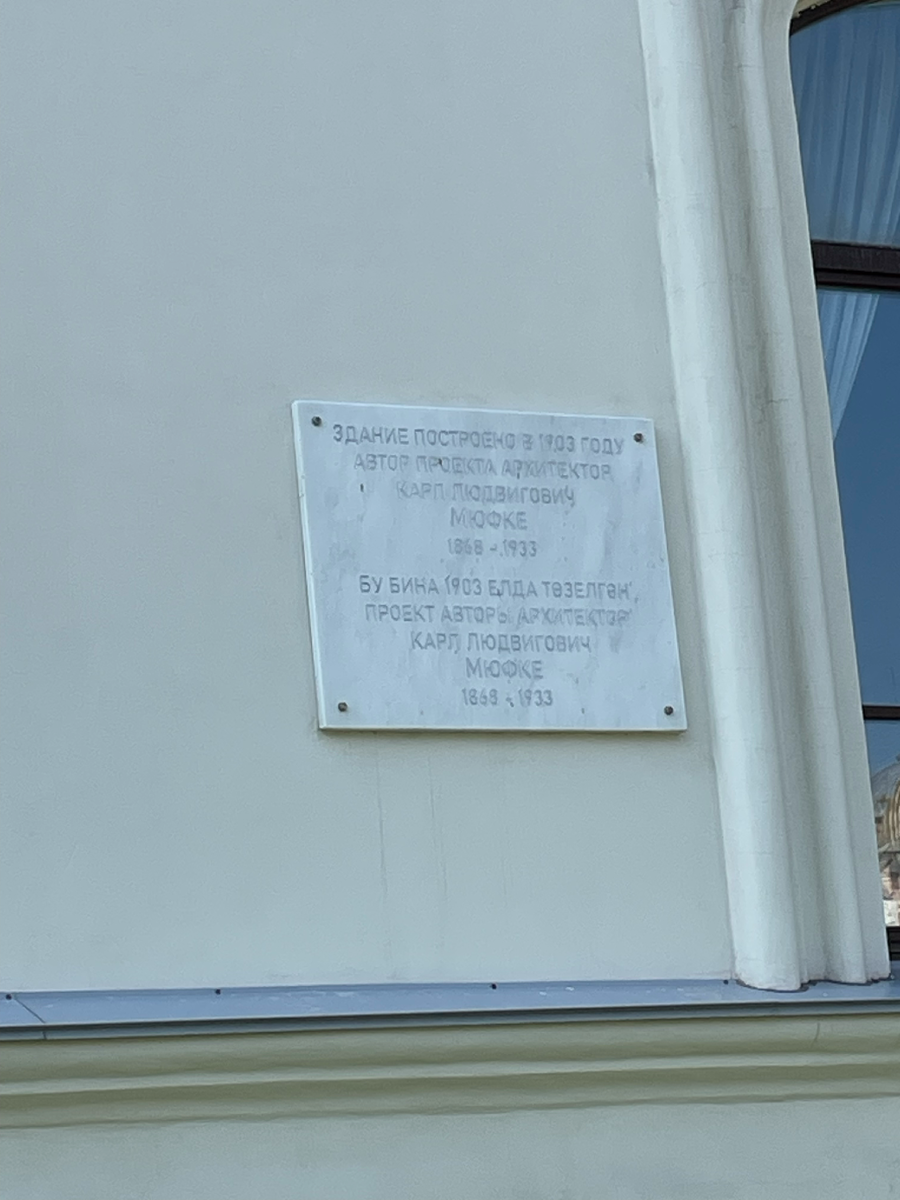 ЗДАНИЕ ПОСТРОЕНО В 1903 ГОДУ
АВТОР ПРОЕКТА АРХИТЕКТОР
КАРЛ ЛЮДВИГОВИЧ
МЮФКЕ
1868 - 1933
БУ БИНА 1903 ЕЛДА ТӨЗЕЛГӘН,
ПРОЕКТ АВТОРЫ АРХИТЕКТОР
КАРЛ ЛЮДВИГОВИЧ
МЮФКЕ
1868 - 1933